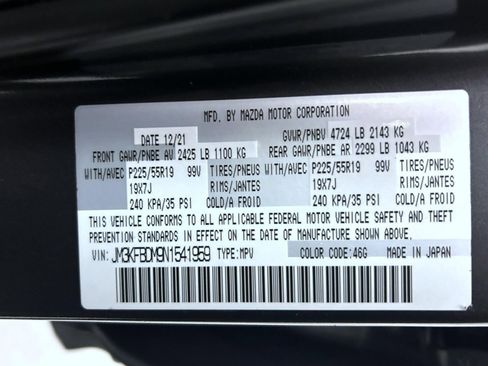 MFD. BY MAZDA MOTOR CORPORATION
DATE 12/21 GVWR/PNBV 4724 LB 2143 KG
FRONT GAWR/PNBE AV 2425 LB 1100 KG REAR GAWR/PNBE AR 2299 LB 1043 KG
WITH/AVEC P225/55R19 99V TIRES/PNEUS WITH/AVEC P225/55R19 99V TIRES/PNEUS
19X7J RIMS/JANTES 19X7J RIMS/JANTES
240 KPA/35 PSI COLD/A FROID 240 KPA/35 PSI COLD/A FROID
THIS VEHICLE CONFORMS TO ALL APPLICABLE FEDERAL MOTOR VEHICLE SAFETY AND THEFT
PREVENTION STANDARDS IN EFFECT ON THE DATE OF MANUFACTURE SHOWN ABOVE.
VIN: JM3KFBDM9N1541959 TYPE:MPV COLOR CODE:46G MADE IN JAPAN